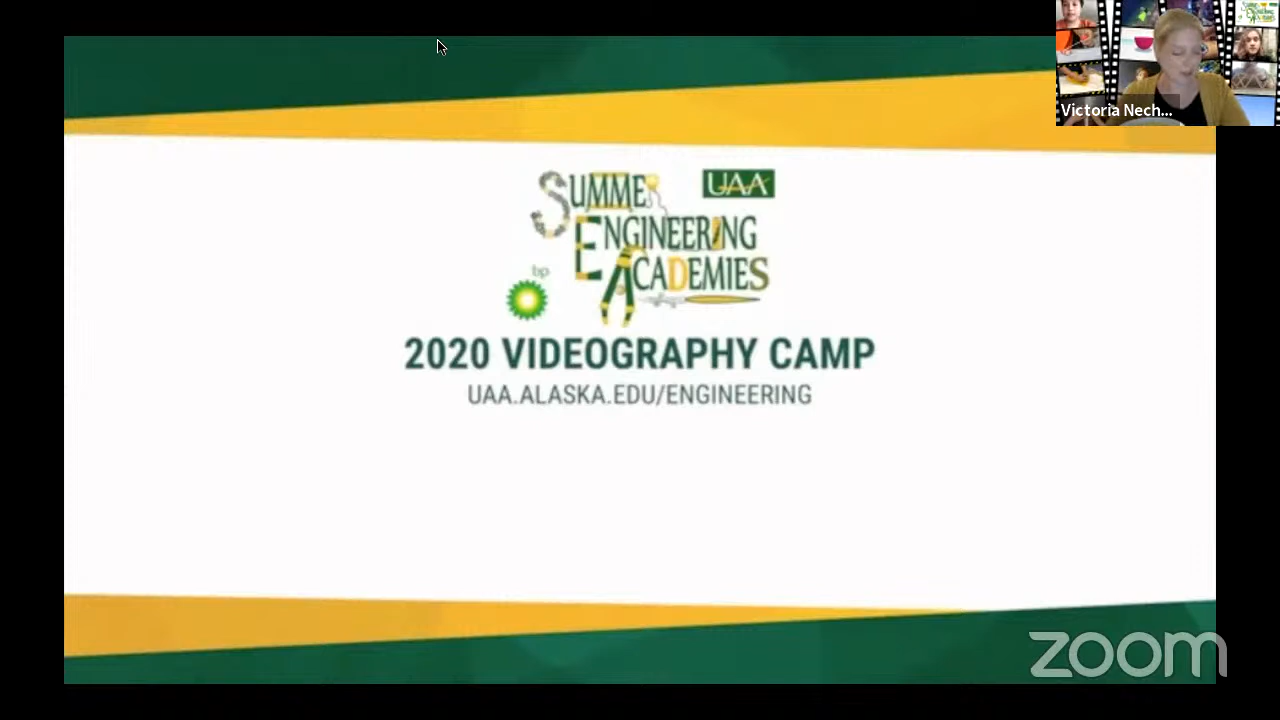 Victoria Nech...
SUMMER
UAA
ENGINEERING
ACADEMIES
bp
2020 VIDEOGRAPHY CAMP
UAA.ALASKA.EDU/ENGINEERING
zoom